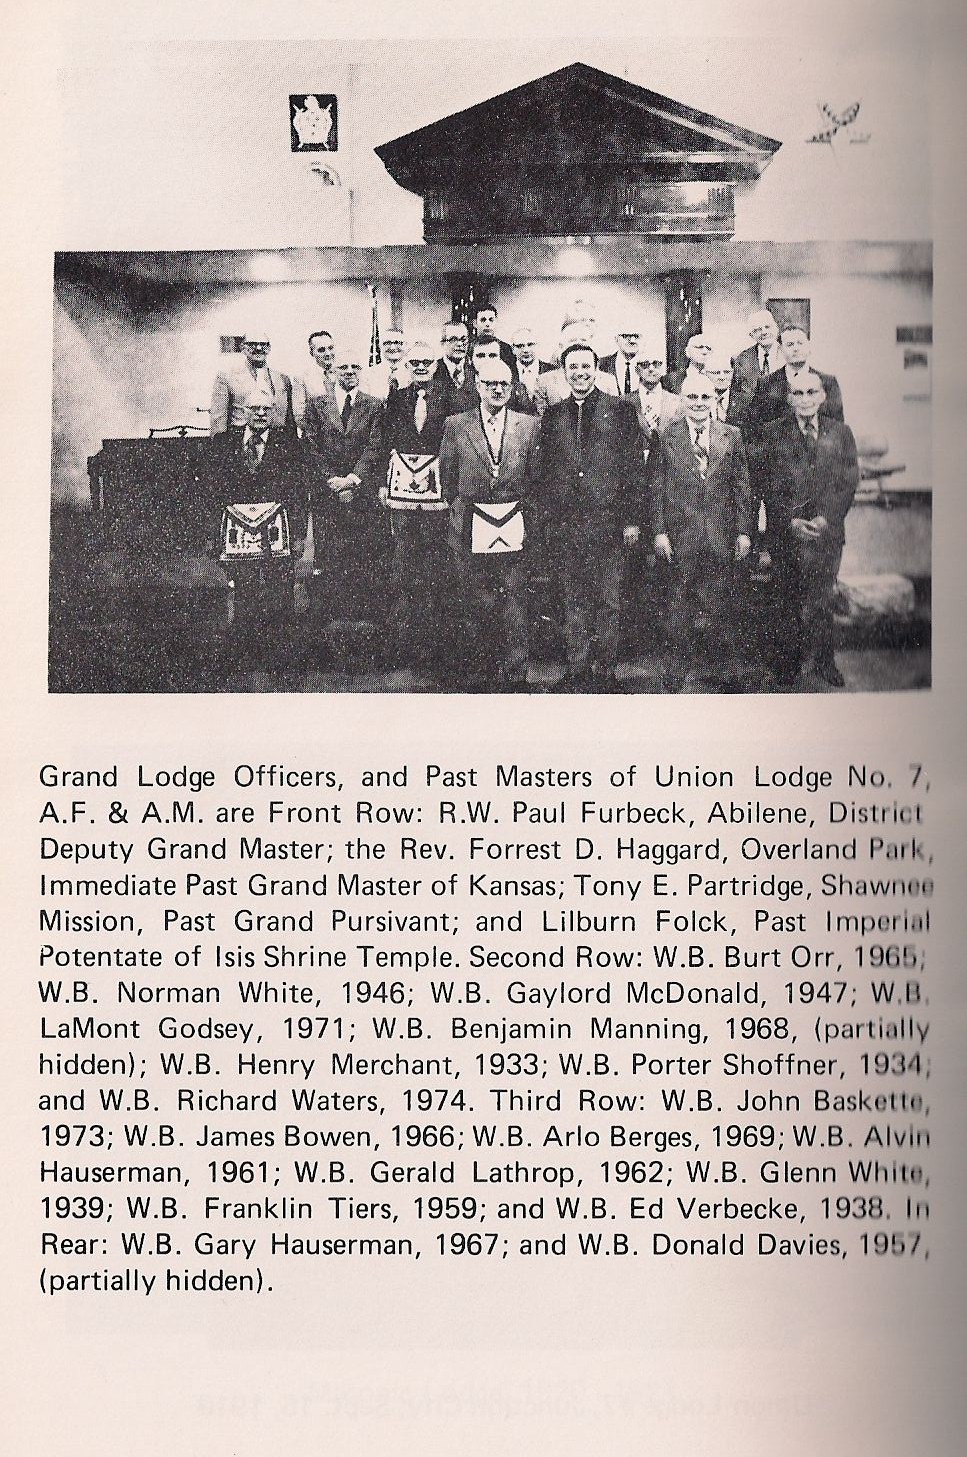 Grand Lodge Officers, and Past Masters of Union Lodge No. 7,
A.F. & A.M. are Front Row: R.W. Paul Furbeck, Abilene, District
Deputy Grand Master; the Rev. Forrest D. Haggard, Overland Park,
Immediate Past Grand Master of Kansas; Tony E. Partridge, Shawnee
Mission, Past Grand Pursivant; and Lilburn Folck, Past Imperial
Potentate of Isis Shrine Temple. Second Row: W.B. Burt Orr, 1965;
W.B. Norman White, 1946; W.B. Gaylord McDonald, 1947; W.B.
LaMont Godsey, 1971; W.B. Benjamin Manning, 1968, (partially
hidden); W.B. Henry Merchant, 1933; W.B. Porter Shoffner, 1934;
and W.B. Richard Waters, 1974. Third Row: W.B. John Baskette,
1973; W.B. James Bowen, 1966; W.B. Arlo Berges, 1969; W.B. Alvin
Hauserman, 1961; W.B. Gerald Lathrop, 1962; W.B. Glenn White,
1939; W.B. Franklin Tiers, 1959; and W.B. Ed Verbecke, 1938. In
Rear: W.B. Gary Hauserman, 1967; and W.B. Donald Davies, 1957,
(partially hidden).